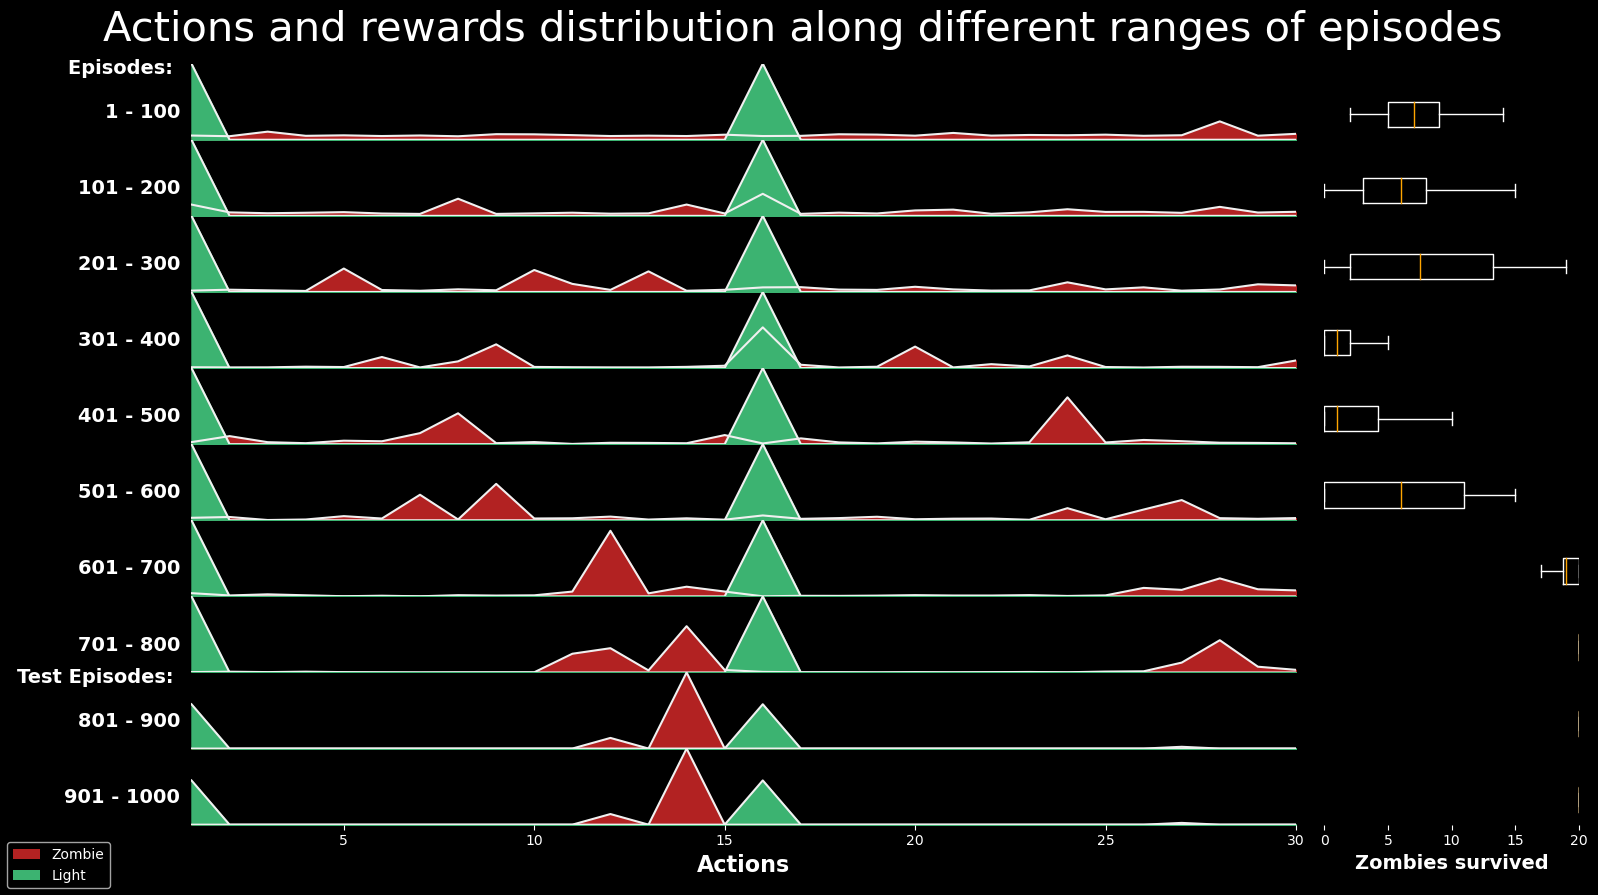 Actions and rewards distribution along different ranges of episodes
Episodes:
1 - 100
101 - 200
201 - 300
301 - 400
401 - 500
501 - 600
601 - 700
701 - 800
Test Episodes:
801 - 900
901 - 1000
5 10 15 20 25 30
0 5 10 15 20
Actions
Zombies survived
Zombie
Light